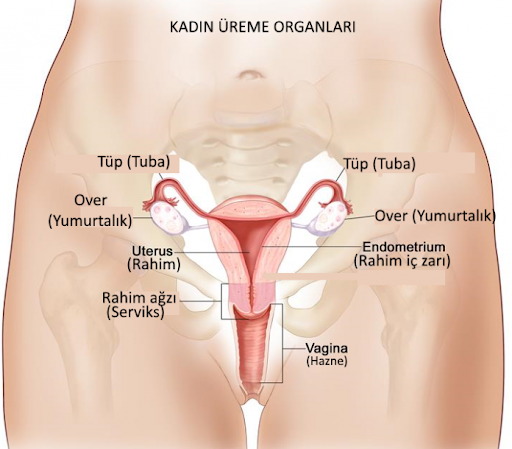 KADIN ÜREME ORGANLARI
Tüp (Tuba)
Tüp (Tuba)
Over
(Yumurtalık)
Over (Yumurtalık)
Uterus
(Rahim)
Endometrium
(Rahim iç zarı)
Rahim ağzı
(Serviks)
Vagina
(Hazne)